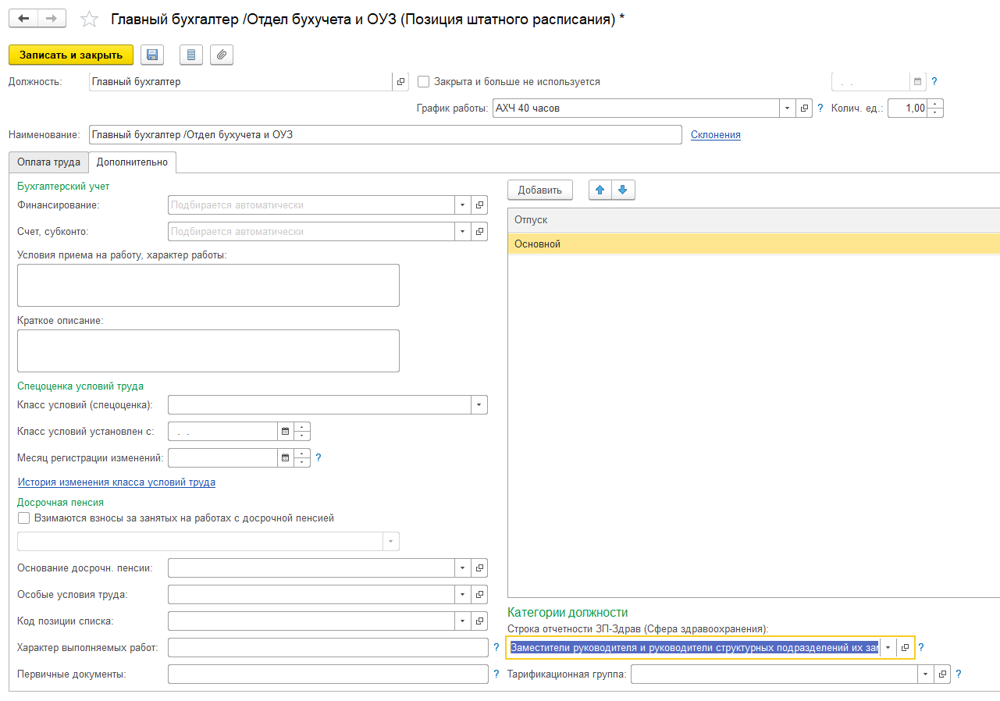 Главный бухгалтер /Отдел бухучета и ОУЗ (Позиция штатного расписания) *
Записать и закрыть
Должность: Главный бухгалтер Закрыта и больше не используется . . ?
График работы: АХЧ 40 часов ? Колич. ед.: 1,00
Наименование: Главный бухгалтер /Отдел бухучета и ОУЗ Склонения
Оплата труда Дополнительно
Бухгалтерский учет
Финансирование: Подбирается автоматически
Счет, субконто: Подбирается автоматически
Условия приема на работу, характер работы:
Краткое описание:
Спецоценка условий труда
Класс условий (спецоценка):
Класс условий установлен с: . .
Месяц регистрации изменений: ?
История изменения класса условий труда
Досрочная пенсия
Взимаются взносы за занятых на работах с досрочной пенсией
Основание досрочн. пенсии:
Особые условия труда:
Код позиции списка:
Характер выполняемых работ: ?
Первичные документы: ?
Добавить
Отпуск
Основной
Категории должности
Строка отчетности ЗП-Здрав (Сфера здравоохранения):
Заместители руководителя и руководители структурных подразделений их зам ?
Тарификационная группа: ?